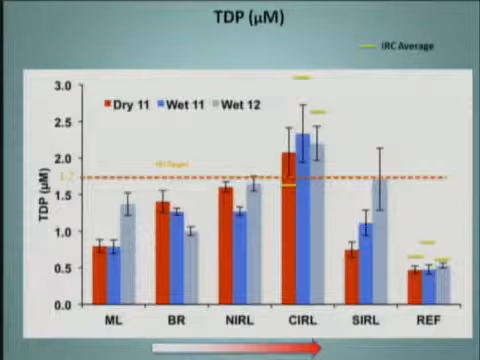 TDP (µM)
IRC Average
3.0
Dry 11 Wet 11 Wet 12
2.5
2.0
1.5
1.0
0.5
0.0
TDP (µM)
ML BR NIRL CIRL SIRL REF